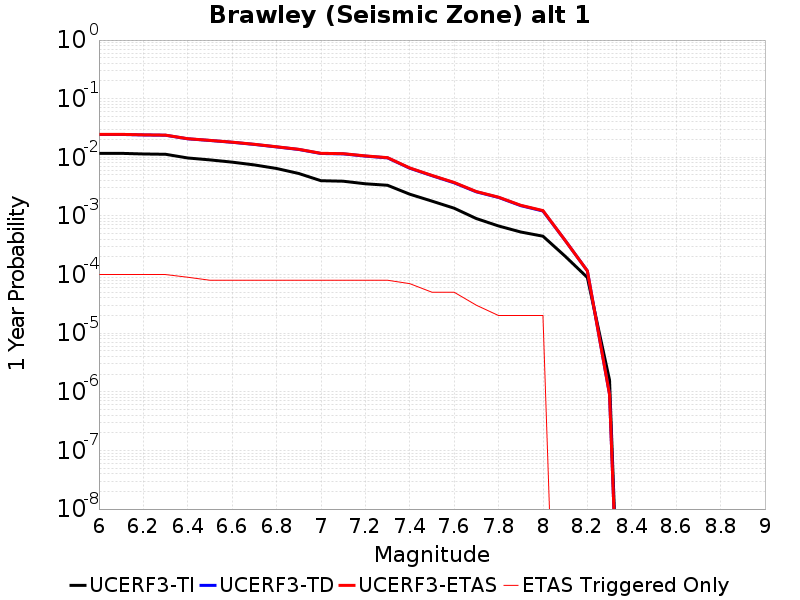 Brawley (Seismic Zone) alt 1
1 Year Probability
10^0
10^-1
10^-2
10^-3
10^-4
10^-5
10^-6
10^-7
10^-8
6 6.2 6.4 6.6 6.8 7 7.2 7.4 7.6 7.8 8 8.2 8.4 8.6 8.8 9
Magnitude
UCERF3-TI UCERF3-TD UCERF3-ETAS ETAS Triggered Only